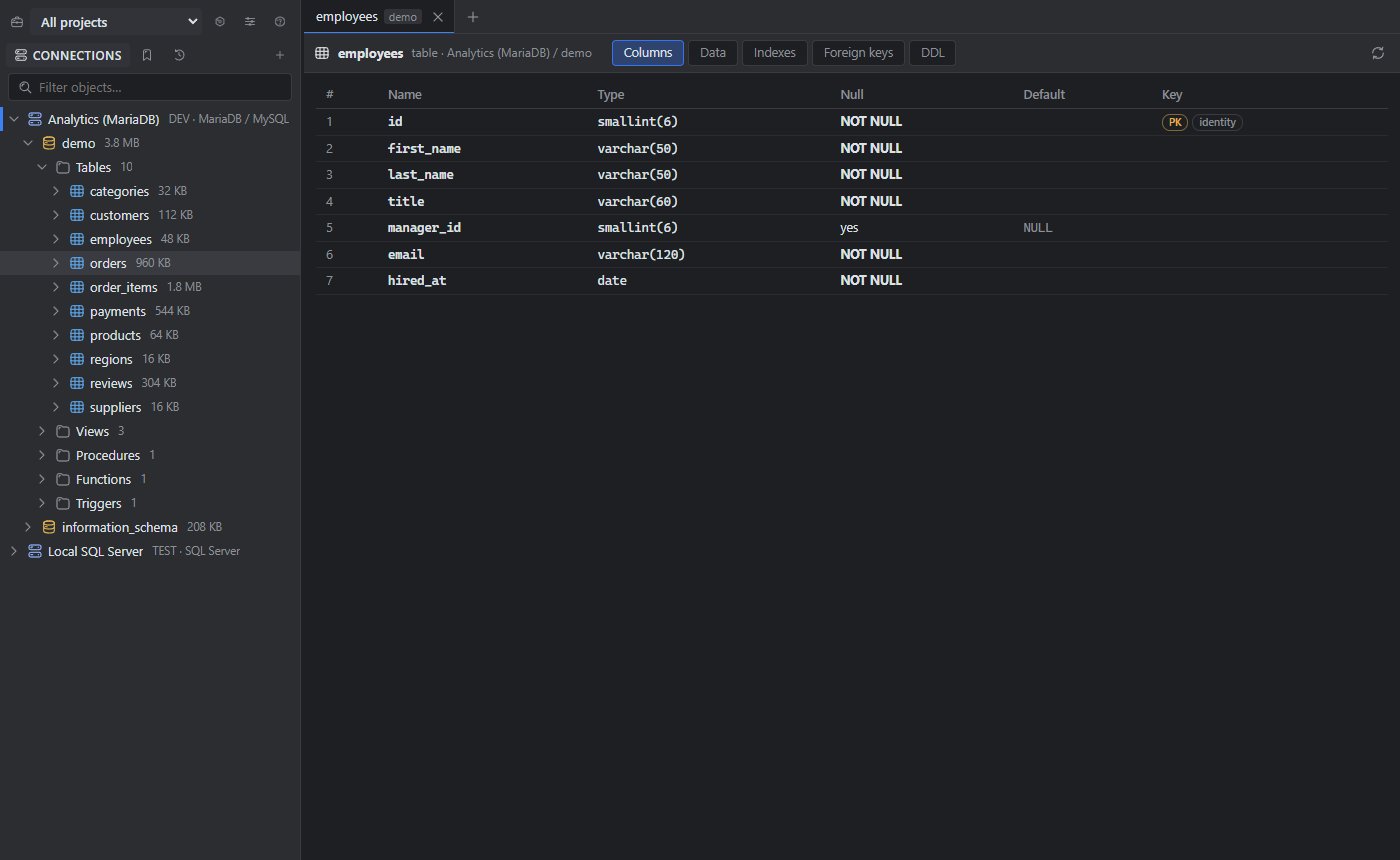 All projects
CONNECTIONS
Filter objects...
Analytics (MariaDB) DEV · MariaDB / MySQL
demo 3.8 MB
Tables 10
categories 32 KB
customers 112 KB
employees 48 KB
orders 960 KB
order_items 1.8 MB
payments 544 KB
products 64 KB
regions 16 KB
reviews 304 KB
suppliers 16 KB
Views 3
Procedures 1
Functions 1
Triggers 1
information_schema 208 KB
Local SQL Server TEST · SQL Server
employees demo
employees table · Analytics (MariaDB) / demo Columns Data Indexes Foreign keys DDL
# Name Type Null Default Key
1 id smallint(6) NOT NULL PK identity
2 first_name varchar(50) NOT NULL
3 last_name varchar(50) NOT NULL
4 title varchar(60) NOT NULL
5 manager_id smallint(6) yes NULL
6 email varchar(120) NOT NULL
7 hired_at date NOT NULL